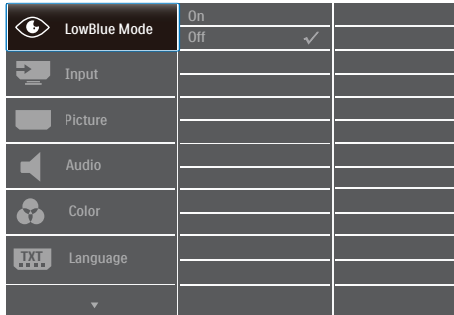 LowBlue Mode
On
Off
Input
Picture
Audio
Color
TXT
Language